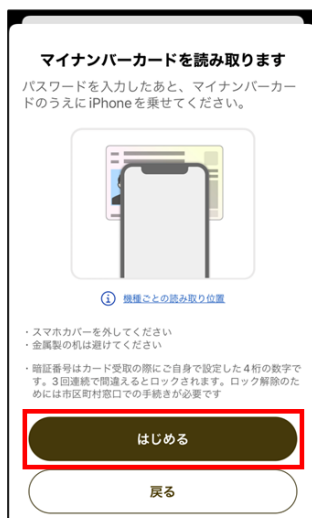 マイナンバーカードを読み取ります
パスワードを入力したあと、マイナンバーカー
ドのうえにiPhoneを乗せてください。
機種ごとの読み取り位置
・スマホカバーを外してください
・金属製の机は避けてください
・暗証番号はカード受取の際にご自身で設定した4桁の数字で
す。3回連続で間違えるとロックされます。ロック解除のた
めには市区町村窓口での手続きが必要です
はじめる
戻る